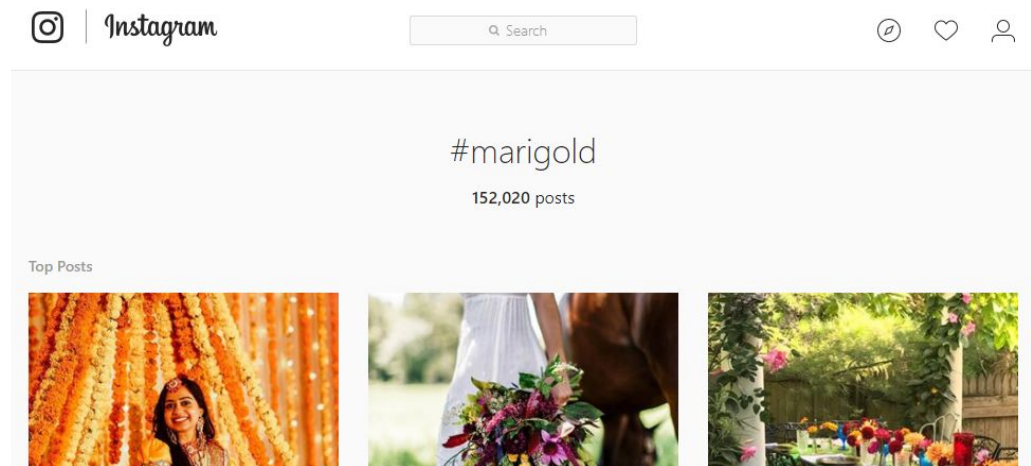 Instagram
Search
#marigold
152,020 posts
Top Posts